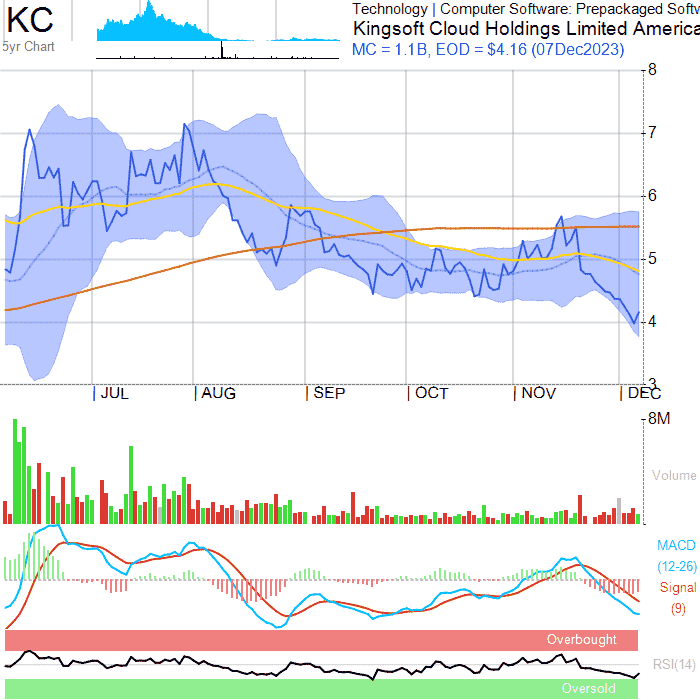 KC
5yr Chart
Technology | Computer Software: Prepackaged Softw
Kingsoft Cloud Holdings Limited America
MC = 1.1B, EOD = $4.16 (07Dec2023)
8
7
6
5
4
3
JUL AUG SEP OCT NOV DEC
8M
Volume
MACD
(12-26)
Signal
(9)
Overbought
RSI(14)
Oversold